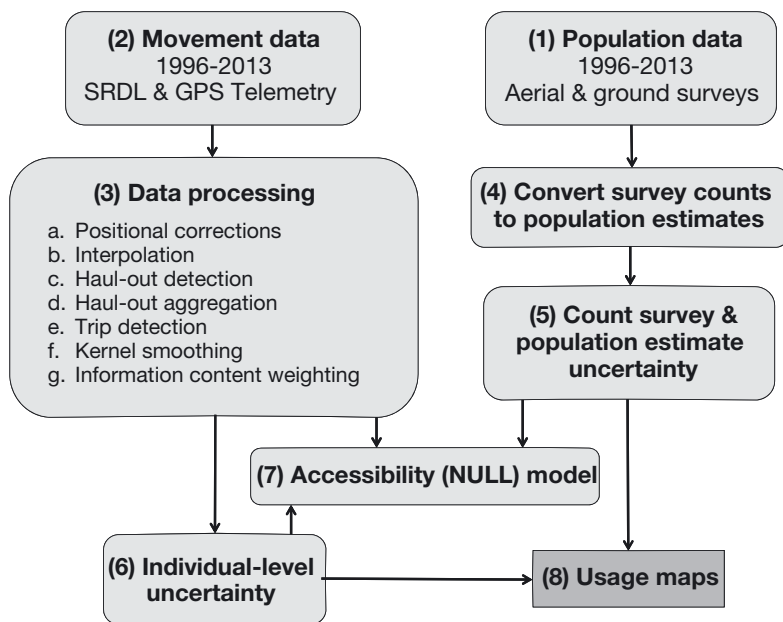 (2) Movement data
1996-2013
SRDL & GPS Telemetry
(1) Population data
1996-2013
Aerial & ground surveys
(3) Data processing
a. Positional corrections
b. Interpolation
c. Haul-out detection
d. Haul-out aggregation
e. Trip detection
f. Kernel smoothing
g. Information content weighting
(4) Convert survey counts
to population estimates
(5) Count survey &
population estimate
uncertainty
(7) Accessibility (NULL) model
(6) Individual-level
uncertainty
(8) Usage maps